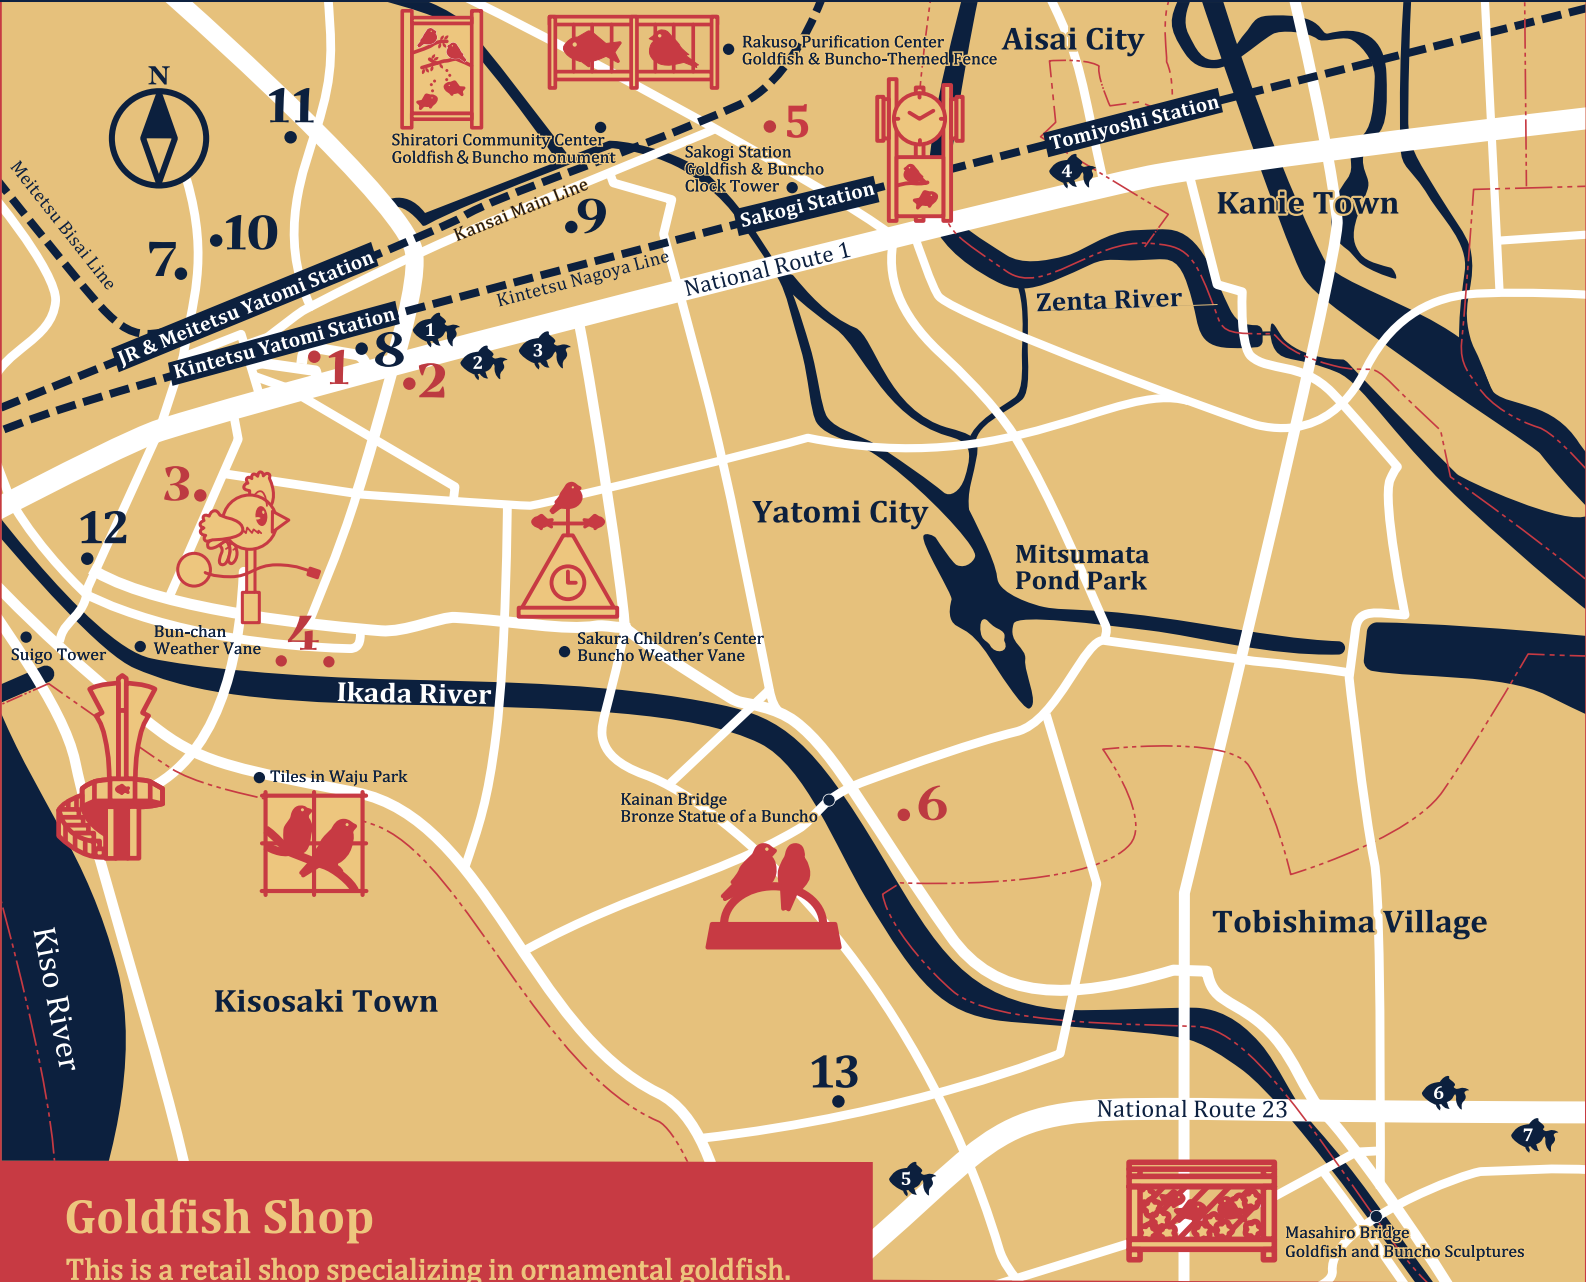 Aisai City
Rakuso Purification Center
Goldfish & Buncho-Themed Fence
N
11
Shiratori Community Center
Goldfish & Buncho monument
5
Tomiyoshi Station
Sakogi Station
Goldfish & Buncho
Clock Tower
4
Meitetsu Bisai Line
Kansai Main Line
Sakogi Station
Kanie Town
9
10
7
JR & Meitetsu Yatomi Station
Kintetsu Nagoya Line
National Route 1
Zenta River
Kintetsu Yatomi Station
1
8
1
2
3
2
3
12
Yatomi City
Mitsumata
Pond Park
4
Bun-chan
Weather Vane
Suigo Tower
Sakura Children's Center
Buncho Weather Vane
Ikada River
Tiles in Waju Park
Kainan Bridge
Bronze Statue of a Buncho
6
Tobishima Village
Kiso River
Kisosaki Town
13
National Route 23
6
7
5
Goldfish Shop
This is a retail shop specializing in ornamental goldfish.
Masahiro Bridge
Goldfish and Buncho Sculptures